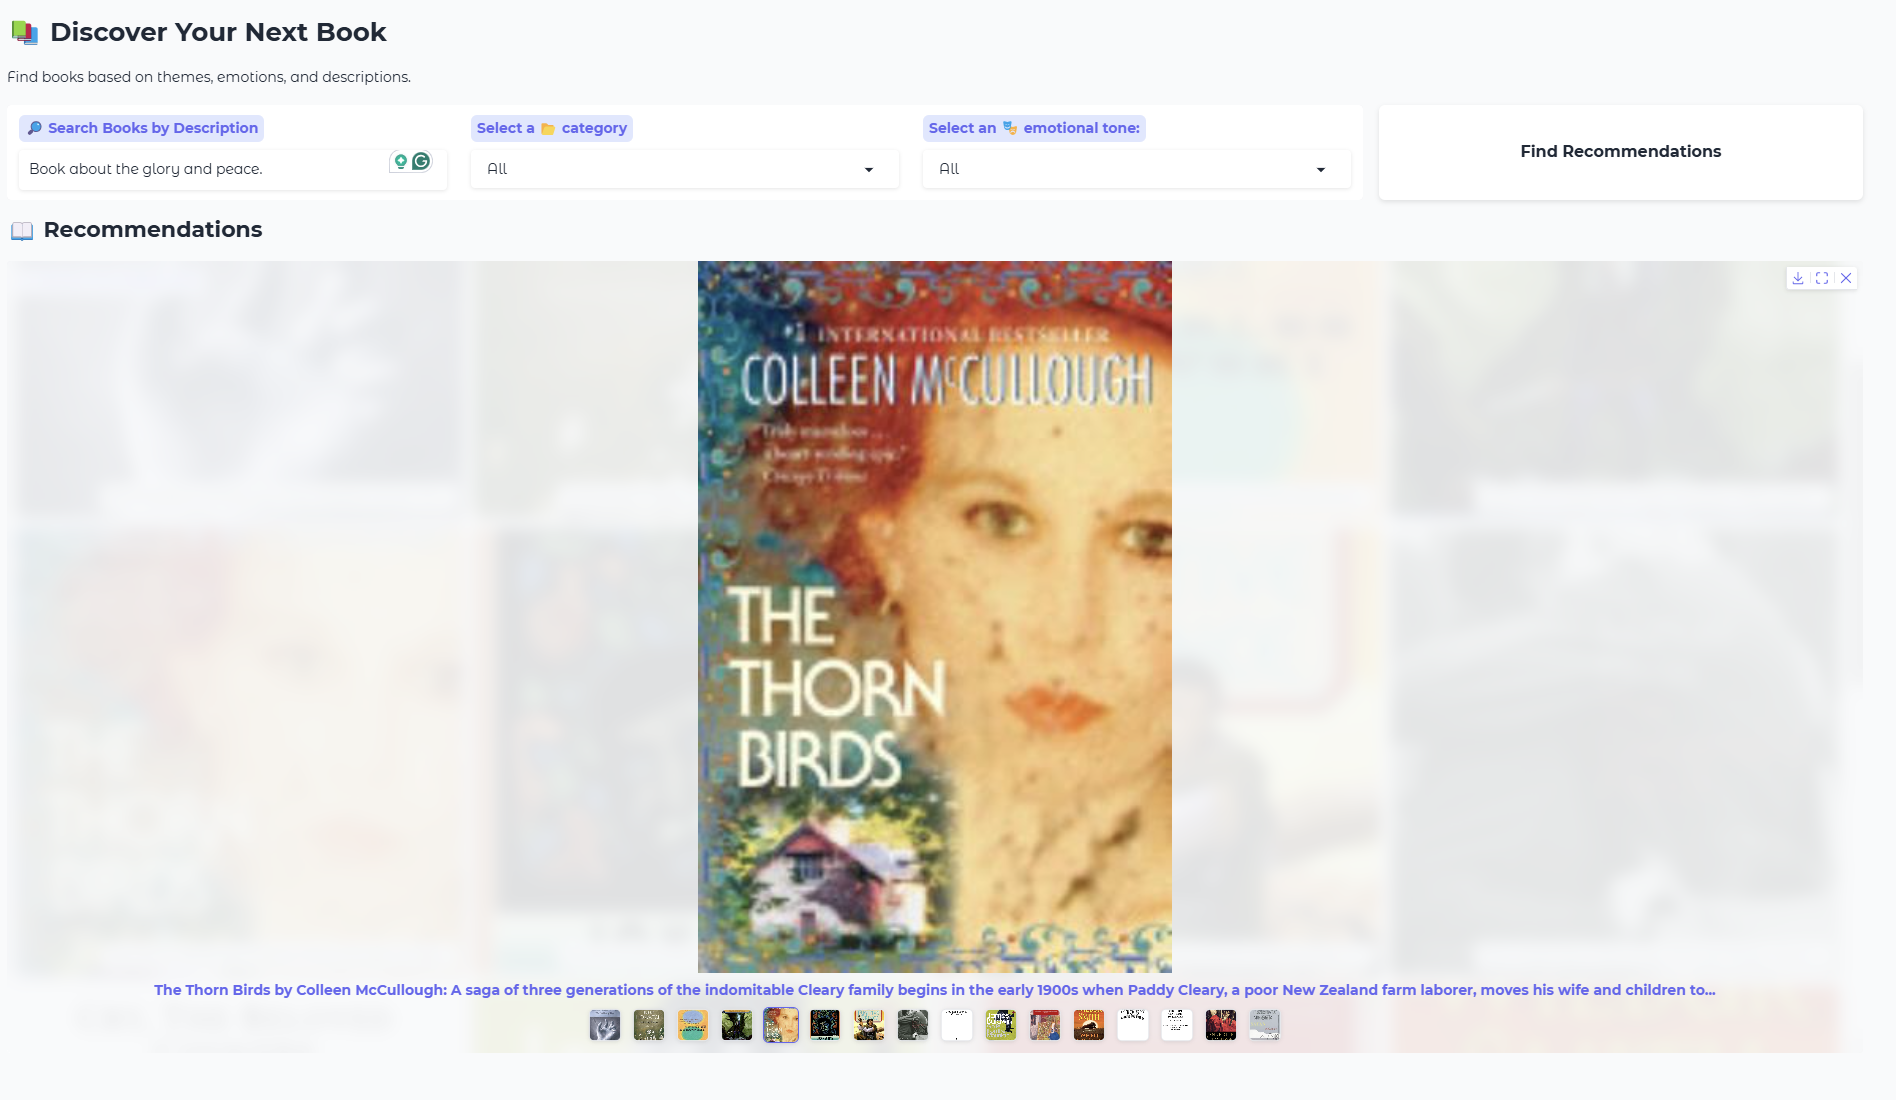 Discover Your Next Book
Find books based on themes, emotions, and descriptions.
Search Books by Description
Select a category
Select an emotional tone:
Book about the glory and peace.
All
All
Find Recommendations
Recommendations
#1 INTERNATIONAL BESTSELLER
COLLEEN McCULLOUGH
THE
THORN
BIRDS
The Thorn Birds by Colleen McCullough: A saga of three generations of the indomitable Cleary family begins in the early 1900s when Paddy Cleary, a poor New Zealand farm laborer, moves his wife and children to...